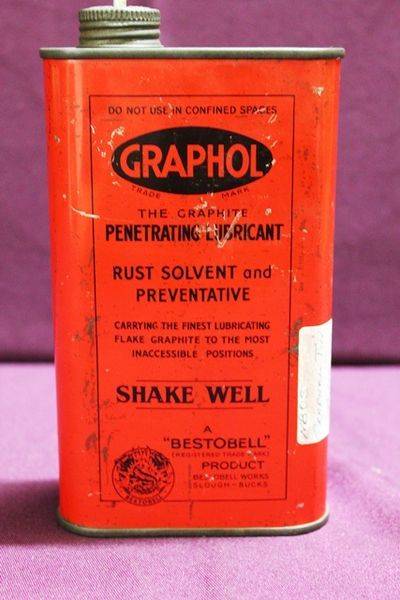 DO NOT USE IN CONFINED SPACES
GRAPHOL
TRADE MARK
THE GRAPHITE
PENETRATING LUBRICANT
RUST SOLVENT and
PREVENTATIVE
CARRYING THE FINEST LUBRICATING
FLAKE GRAPHITE TO THE MOST
INACCESSIBLE POSITIONS
SHAKE WELL
A
"BESTOBELL"
(REGISTERED TRADE MARK)
PRODUCT
BESTOBELL WORKS
SLOUGH - BUCKS
BESTOBELL